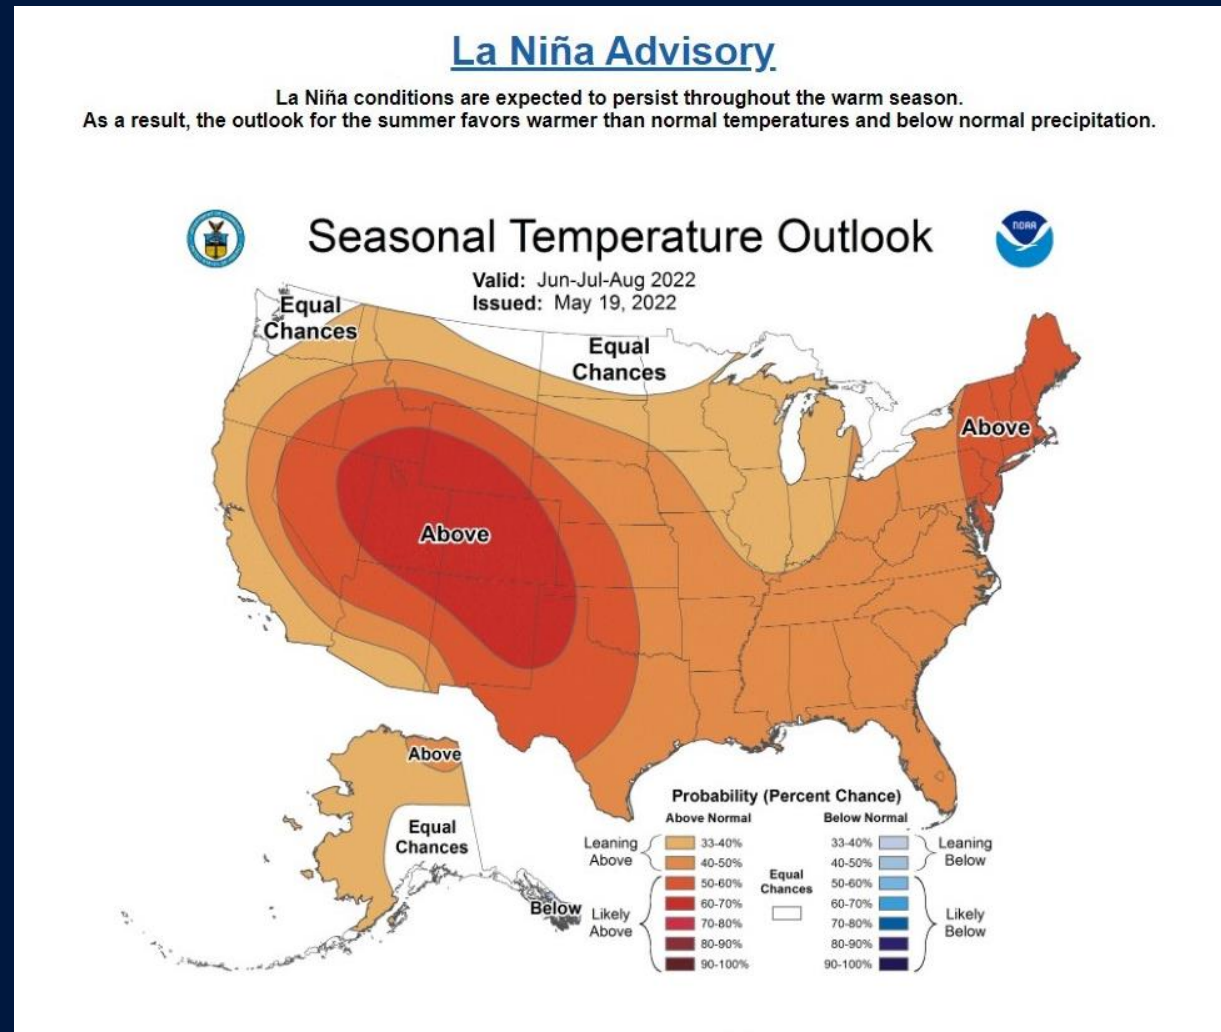 La Niña Advisory
La Niña conditions are expected to persist throughout the warm season.
As a result, the outlook for the summer favors warmer than normal temperatures and below normal precipitation.
Seasonal Temperature Outlook
NOAA
Valid: Jun-Jul-Aug 2022
Issued: May 19, 2022
Equal
Chances
Equal
Chances
Above
Above
Above
Equal
Chances
Below
Probability (Percent Chance)
Above Normal
Below Normal
Leaning
Above
33-40%
40-50%
Likely
Above
50-60%
60-70%
70-80%
80-90%
90-100%
Equal
Chances
33-40%
40-50%
Leaning
Below
50-60%
60-70%
70-80%
80-90%
90-100%
Likely
Below